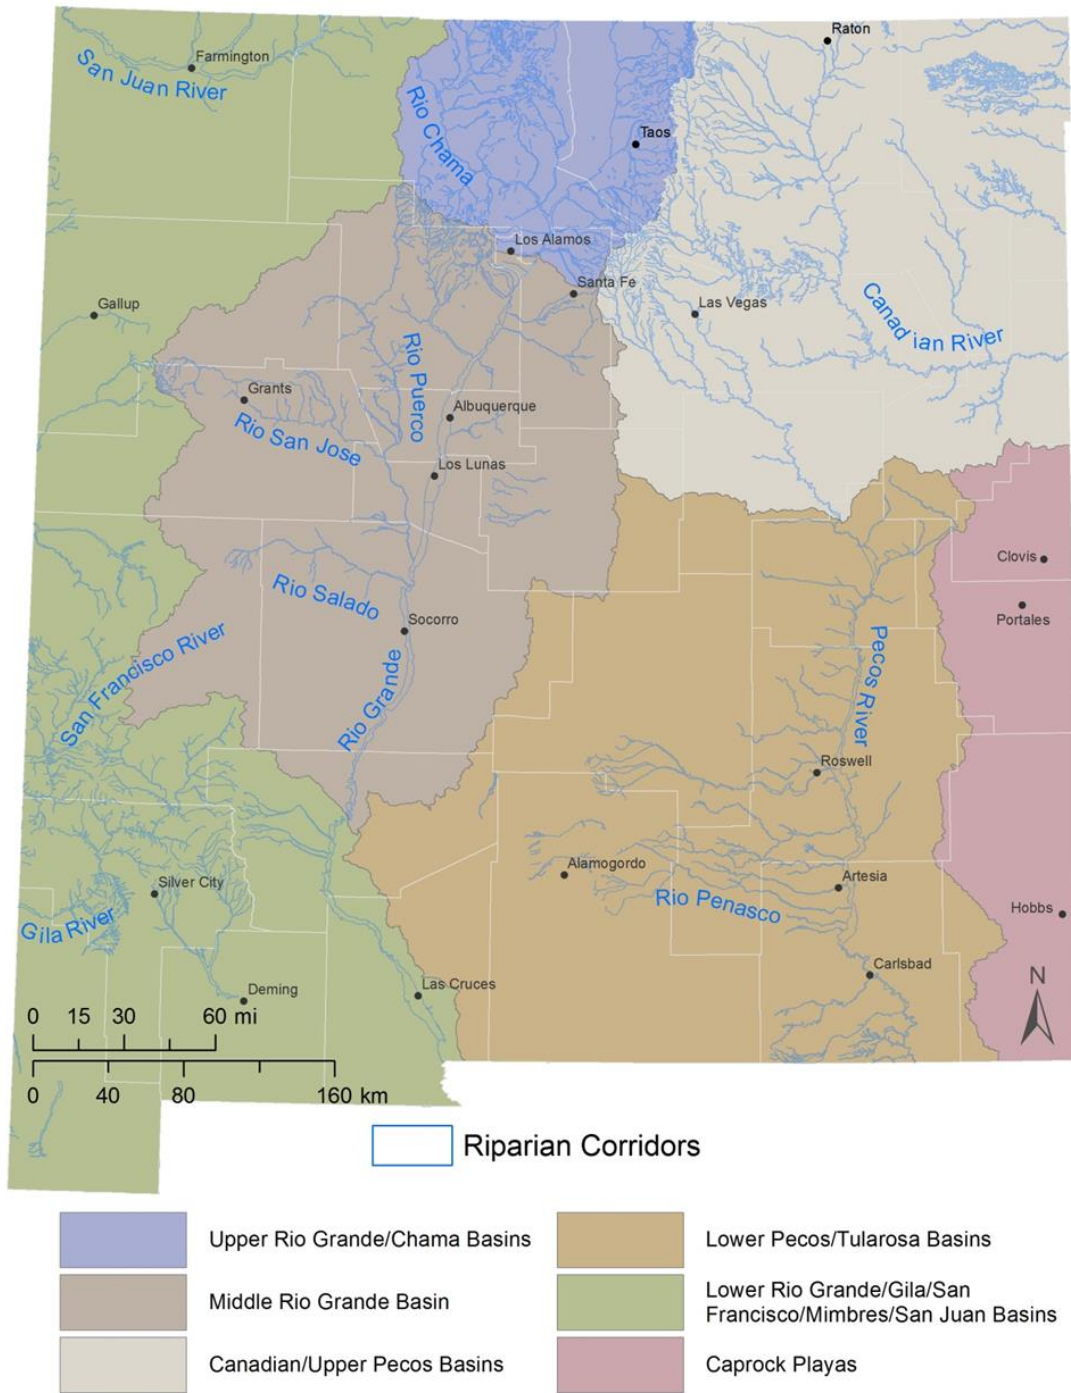 Raton
Farmington
San Juan River
Rio Chama
Taos
Los Alamos
Santa Fe
Gallup
Las Vegas
Canadian River
Rio Puerco
Grants
Albuquerque
Rio San Jose
Los Lunas
Clovis
Rio Salado
Portales
Socorro
San Francisco River
Pecos River
Rio Grande
Roswell
Alamogordo
Silver City
Artesia
Rio Penasco
Hobbs
Gila River
Carlsbad
N
Las Cruces
Deming
0 15 30 60 mi
0 40 80 160 km
Riparian Corridors
Upper Rio Grande/Chama Basins
Middle Rio Grande Basin
Canadian/Upper Pecos Basins
Lower Pecos/Tularosa Basins
Lower Rio Grande/Gila/San
Francisco/Mimbres/San Juan Basins
Caprock Playas